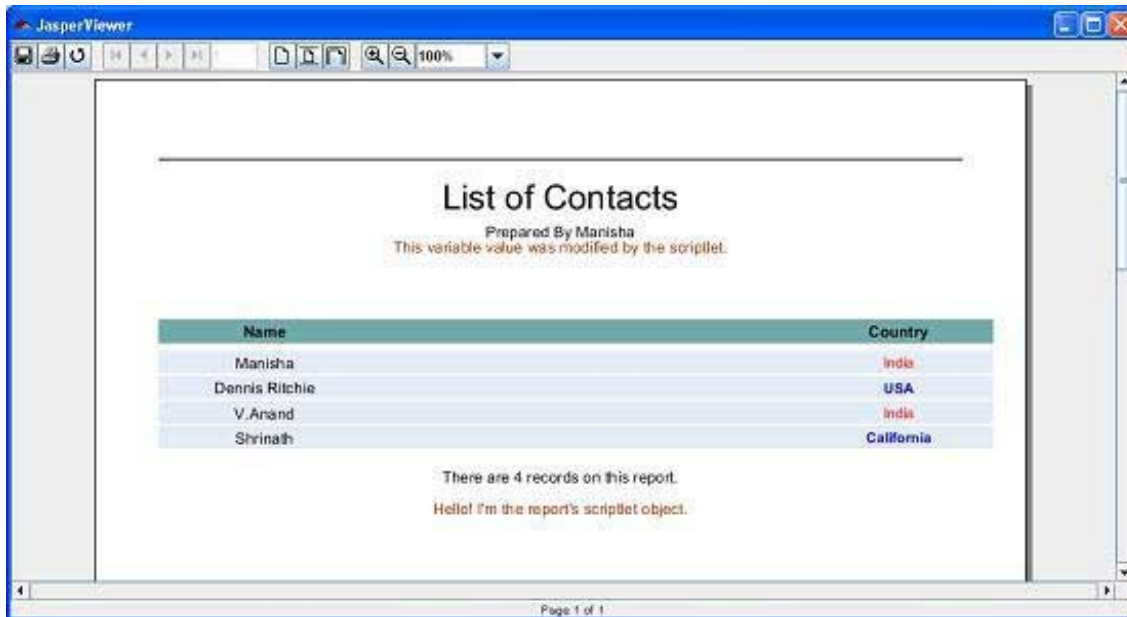 JasperViewer
100%
List of Contacts
Prepared By Manisha
This variable value was modified by the scriptlet.
Name Country
Manisha India
Dennis Ritchie USA
V.Anand India
Shrinath California
There are 4 records on this report.
Hello! I'm the report's scriptlet object.
Page 1 of 1